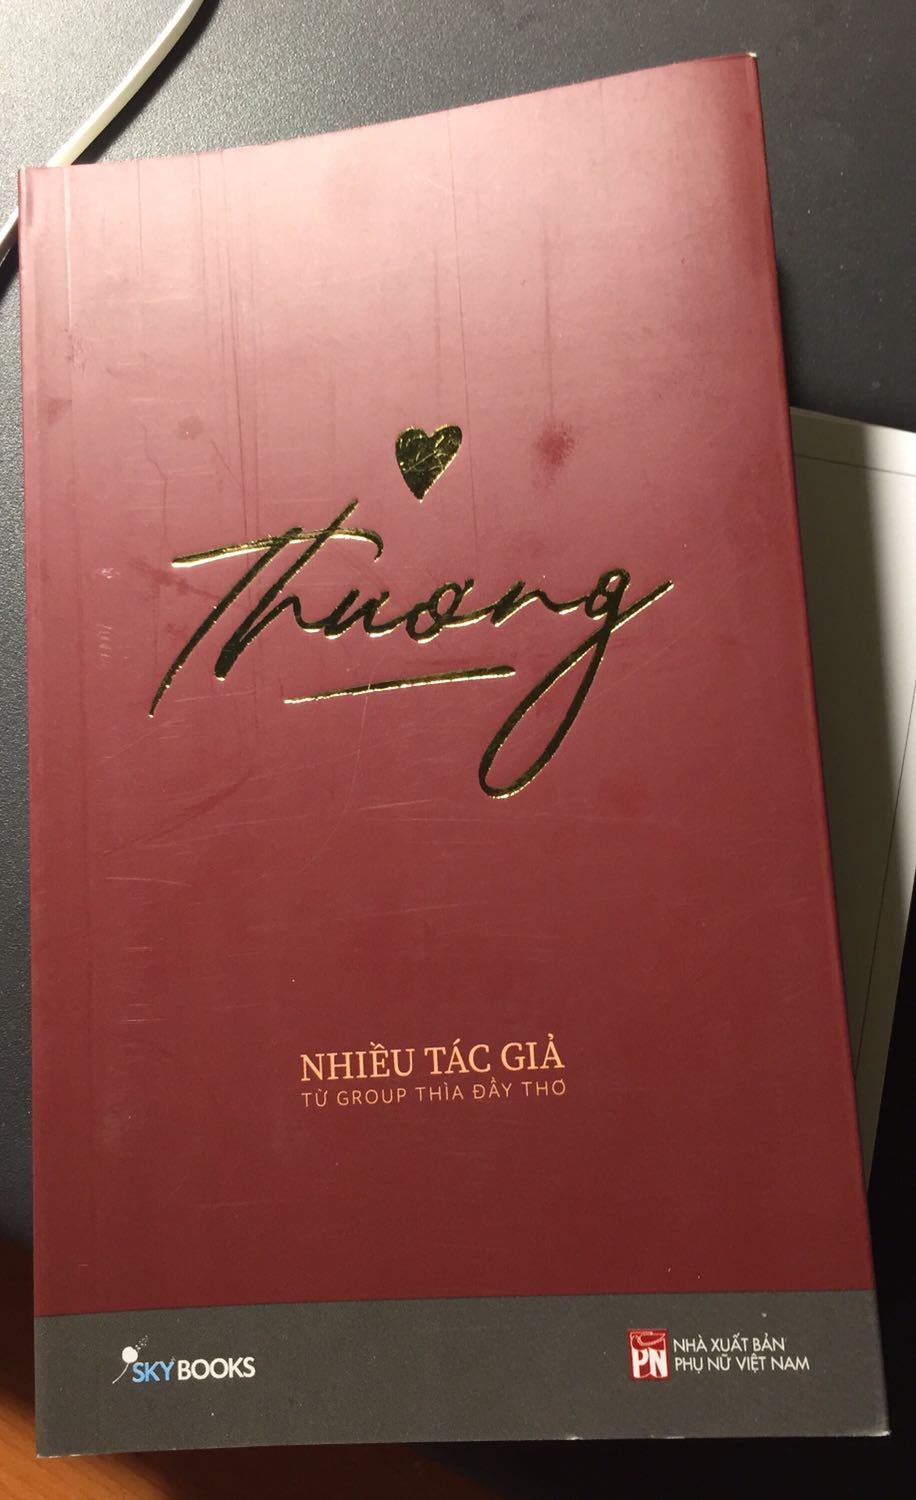 Thương
NHIỀU TÁC GIẢ
TỪ GROUP THÌA ĐẦY THƠ
SKYBOOKS
PN
NHÀ XUẤT BẢN
PHỤ NỮ VIỆT NAM